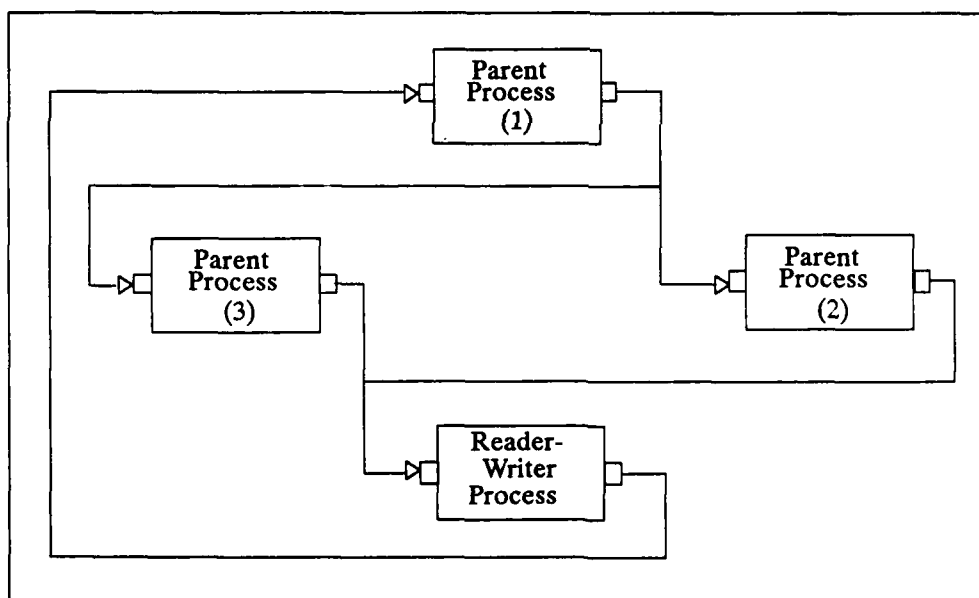 Parent
Process
(1)
Parent
Process
(3)
Parent
Process
(2)
Reader-
Writer
Process